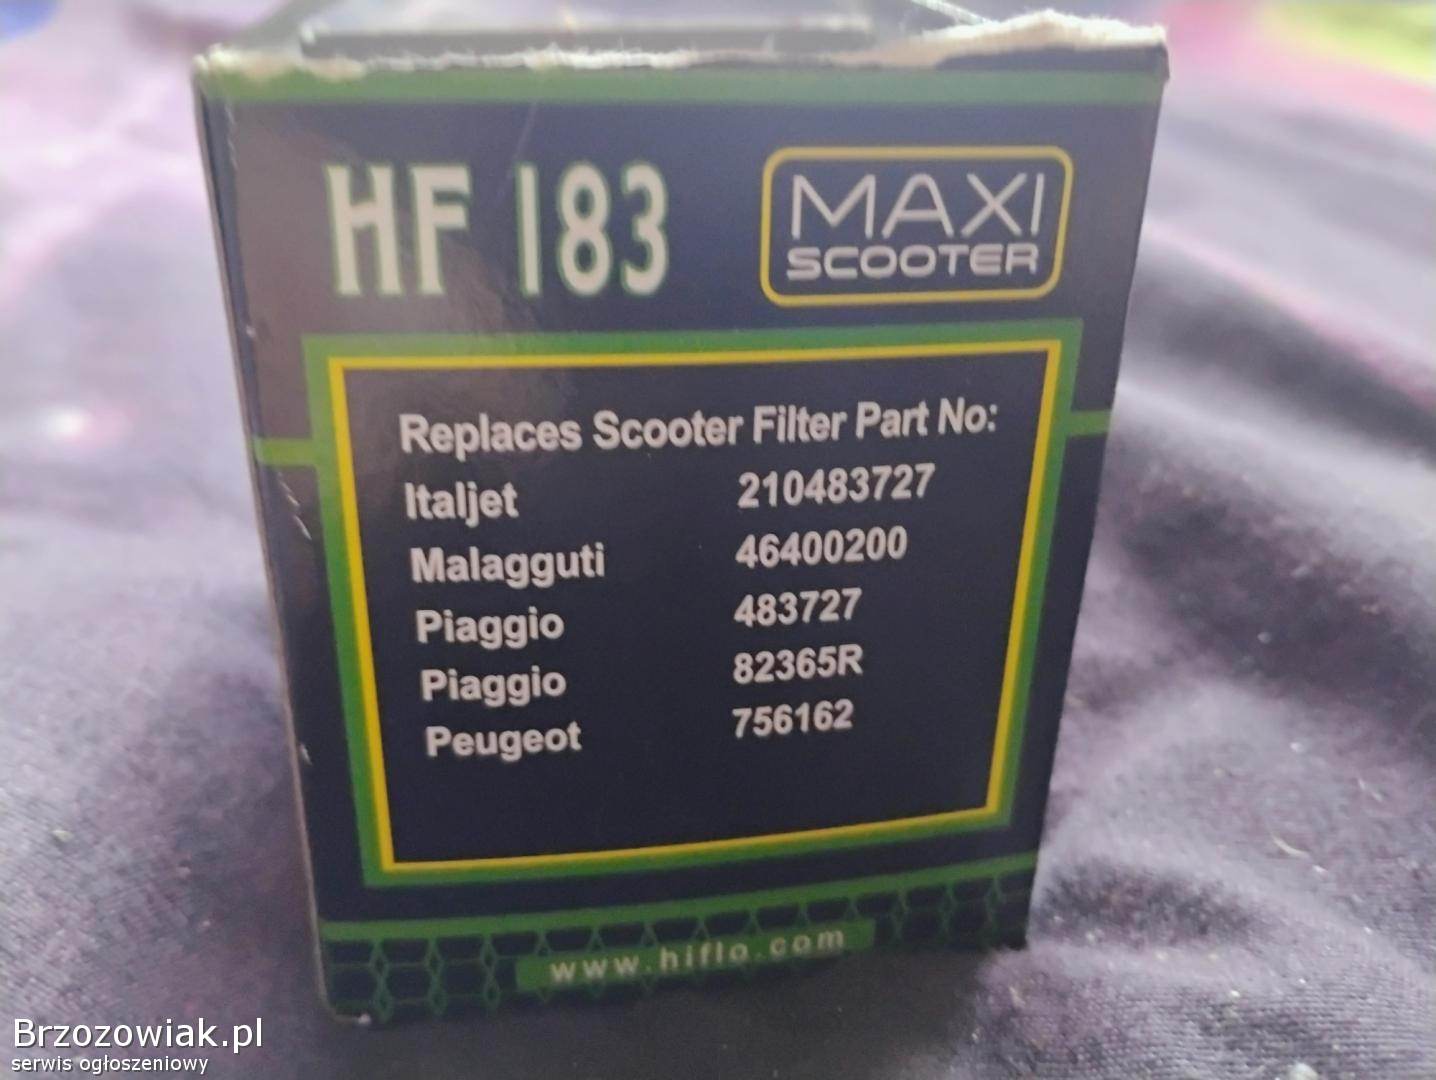 HF 183
MAXI
SCOOTER
Replaces Scooter Filter Part No:
Italjet 210483727
Malagguti 46400200
Piaggio 483727
Piaggio 82365R
Peugeot 756162
www.hiflo.com
Brzozowiak.pl
serwis ogłoszeniowy